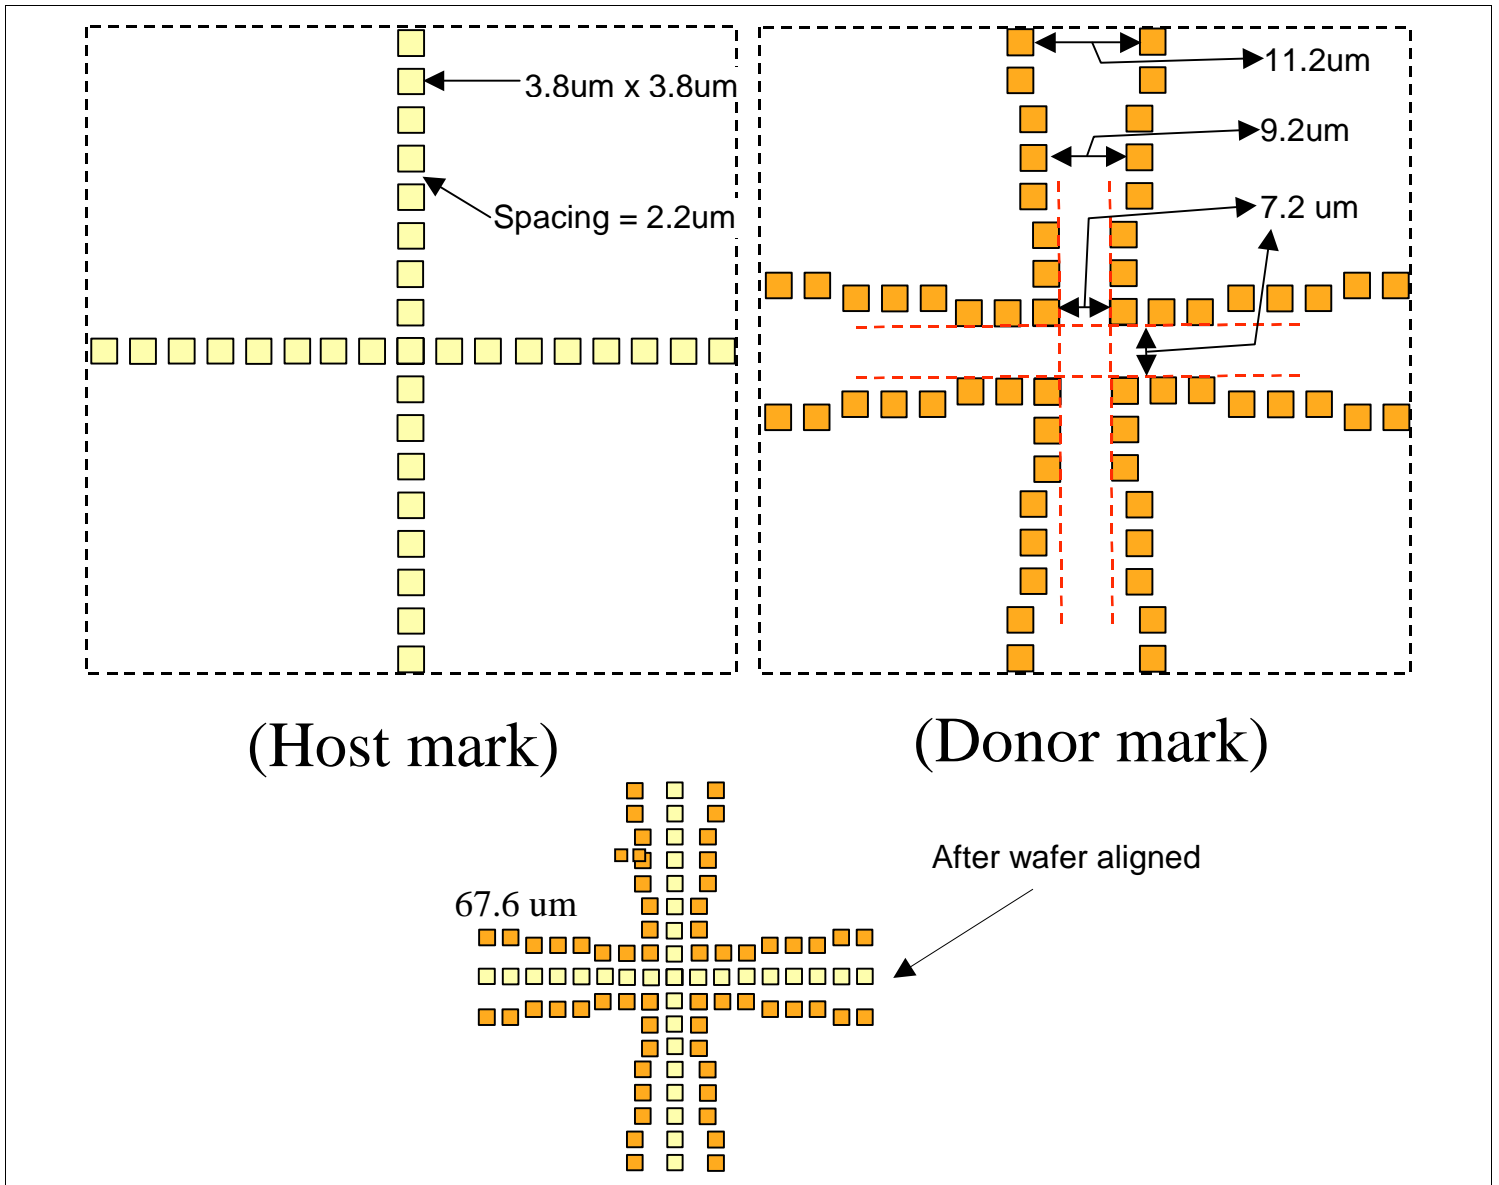 3.8um x 3.8um
Spacing = 2.2um
11.2um
9.2um
7.2 um
(Host mark)
(Donor mark)
After wafer aligned
67.6 um